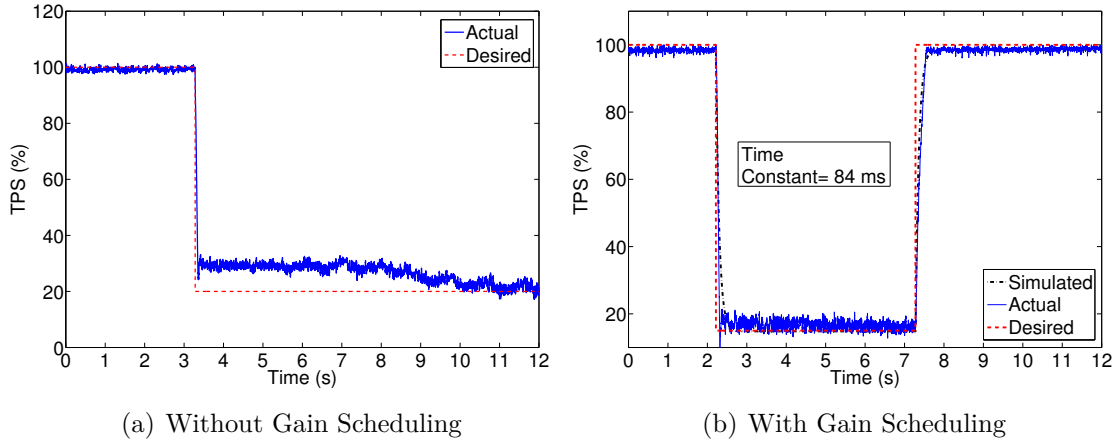 120
100
80
60
40
20
0
TPS (%)
0 1 2 3 4 5 6 7 8 9 10 11 12
Time (s)
Actual
Desired
(a) Without Gain Scheduling
100
80
60
40
20
TPS (%)
0 1 2 3 4 5 6 7 8 9 10 11 12
Time (s)
Time
Constant= 84 ms
Simulated
Actual
Desired
(b) With Gain Scheduling